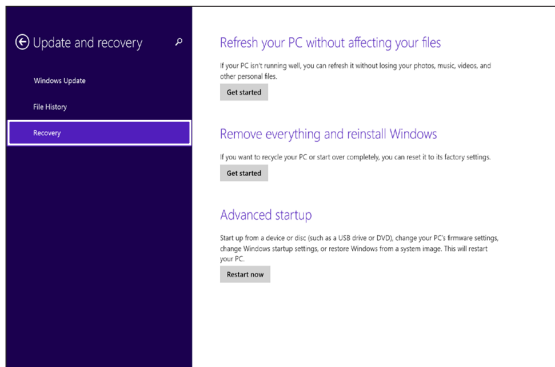 Update and recovery
Windows Update
File History
Recovery
Refresh your PC without affecting your files
If your PC isn't running well, you can refresh it without losing your photos, music, videos, and
other personal files.
Get started
Remove everything and reinstall Windows
If you want to recycle your PC or start over completely, you can reset it to its factory settings.
Get started
Advanced startup
Start up from a device or disc (such as a USB drive or DVD), change your PC's firmware settings,
change Windows startup settings, or restore Windows from a system image. This will restart
your PC.
Restart now